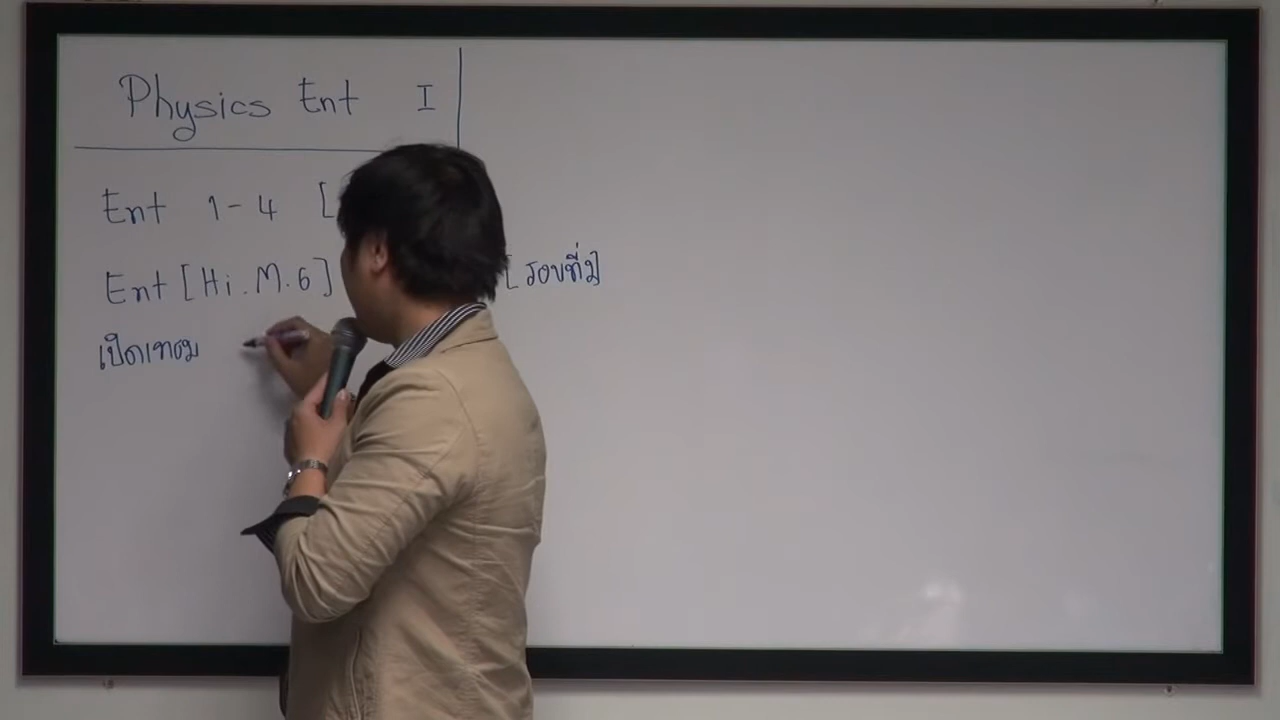 Physics Ent I
Ent 1-4 [
Ent [Hi. M.6] [รอบที่2]
เปิดเทอม